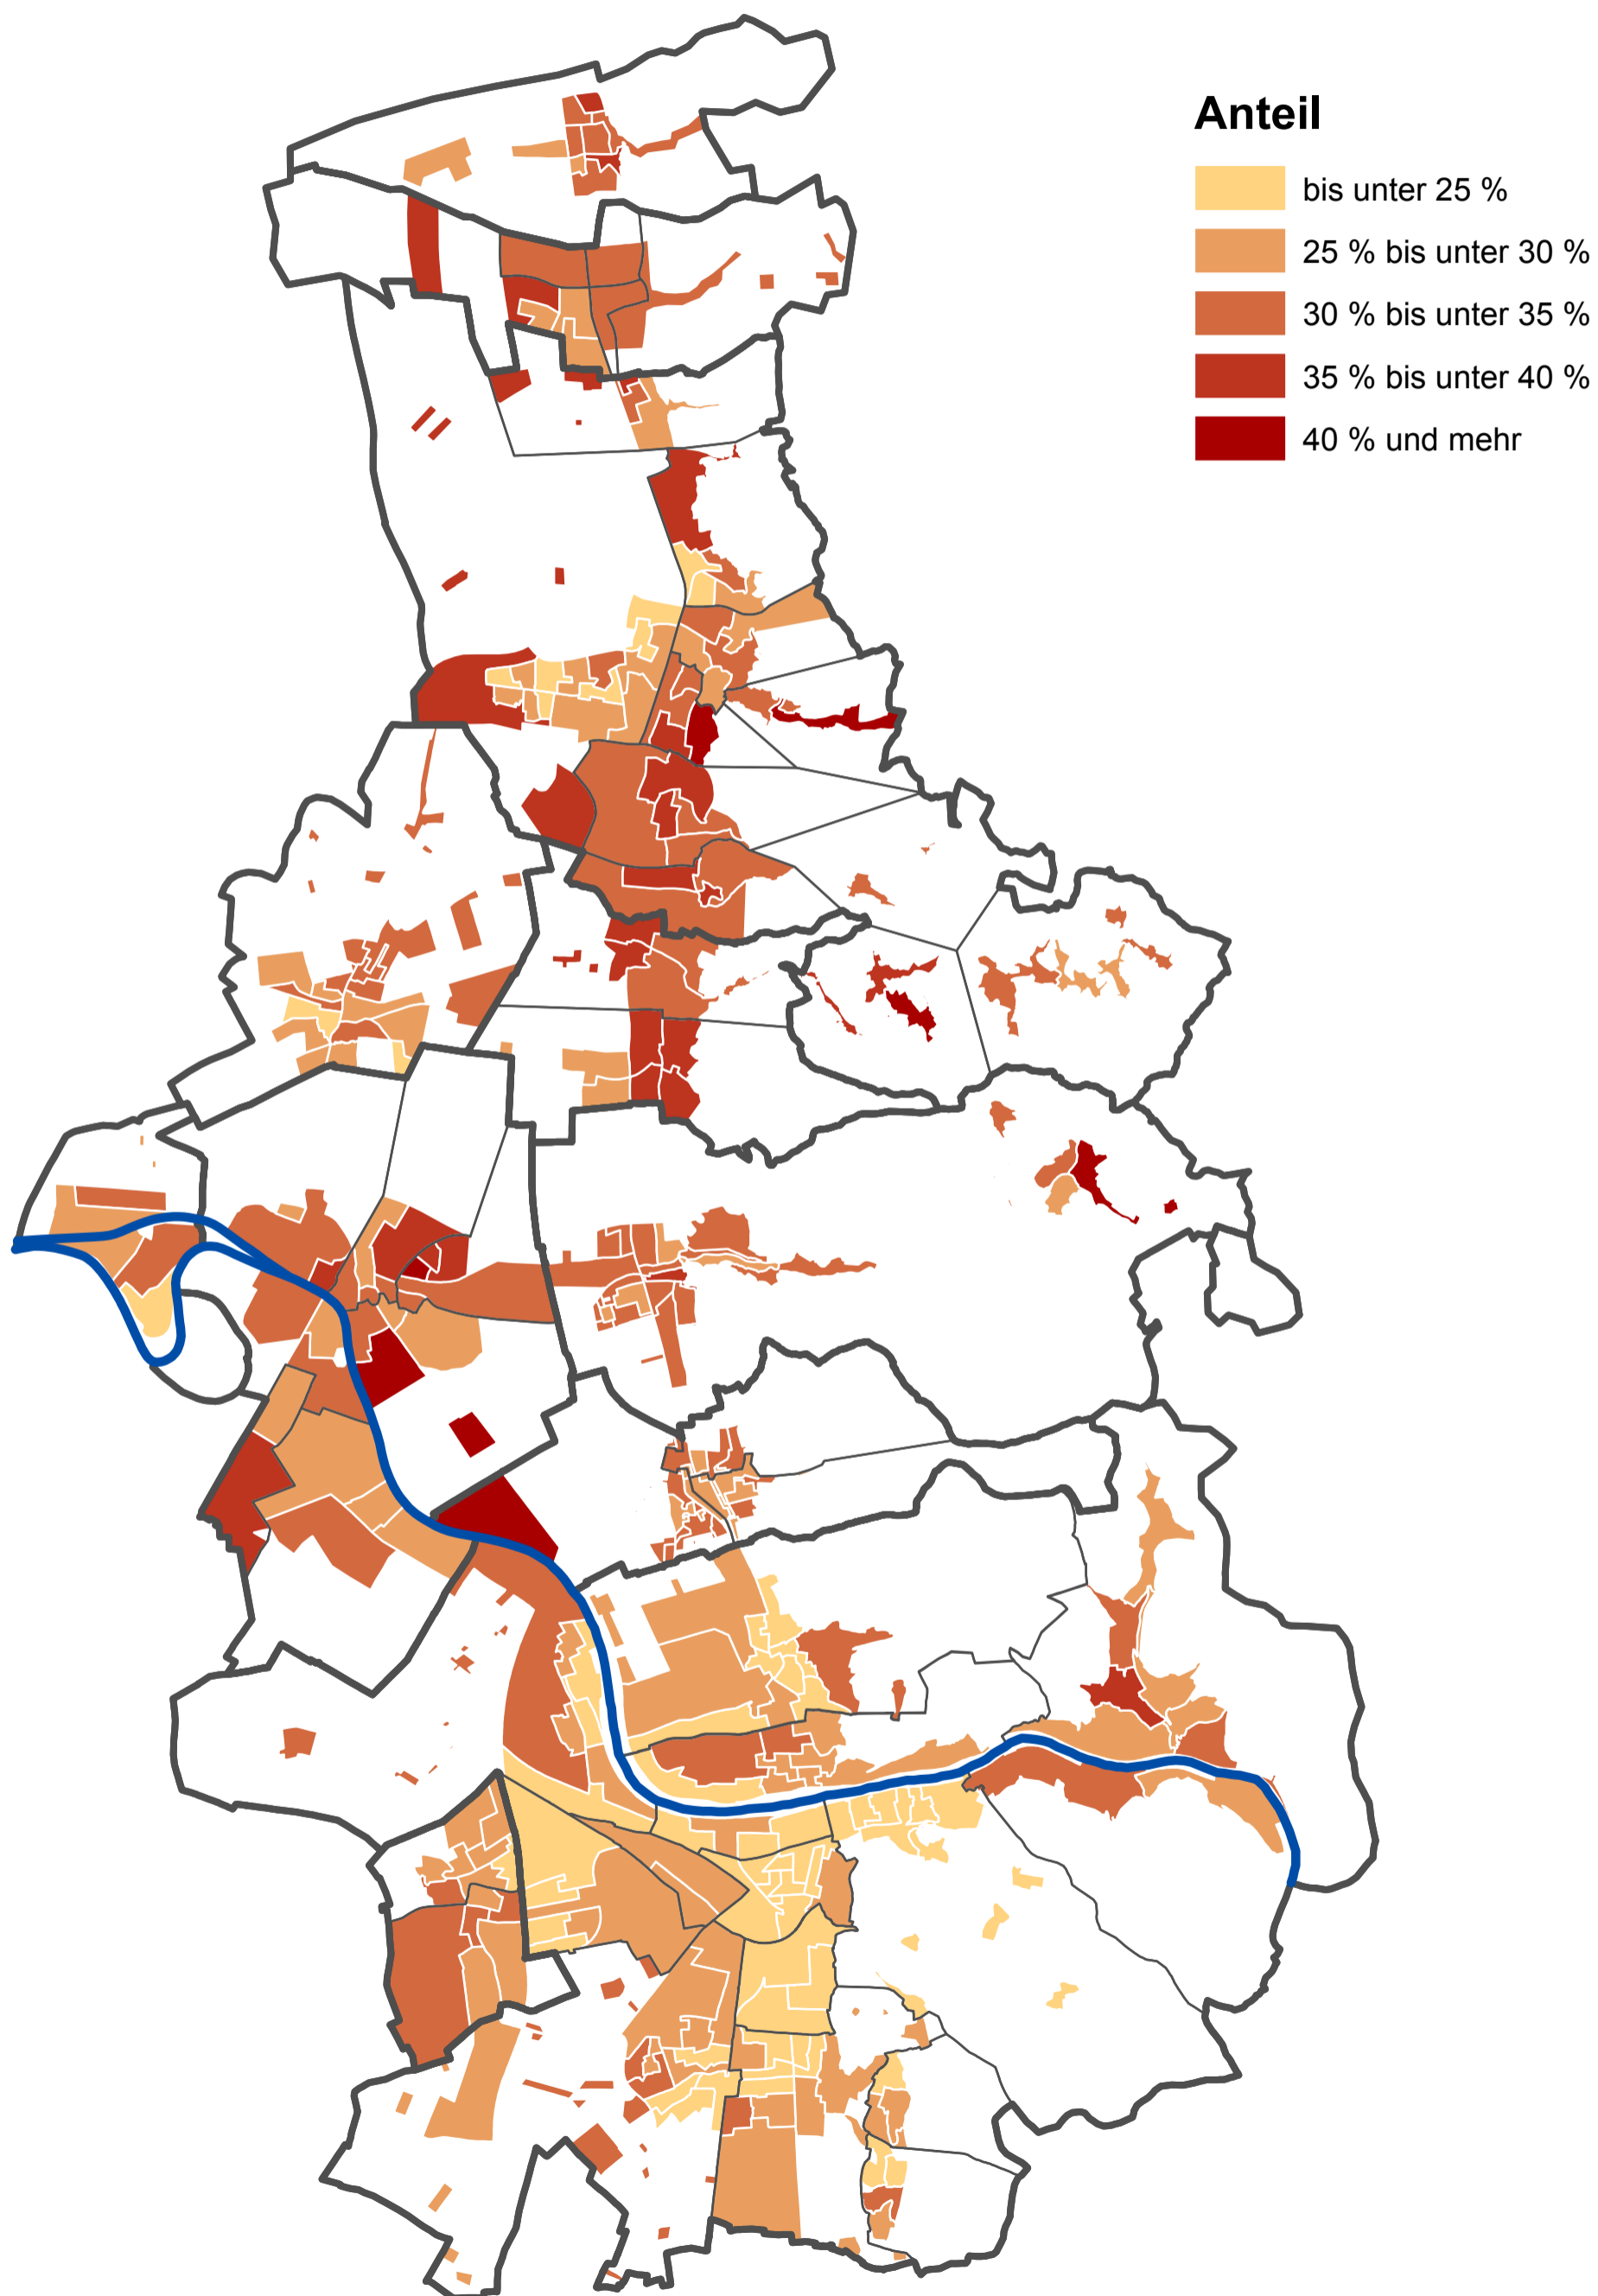 Anteil
bis unter 25 %
25 % bis unter 30 %
30 % bis unter 35 %
35 % bis unter 40 %
40 % und mehr